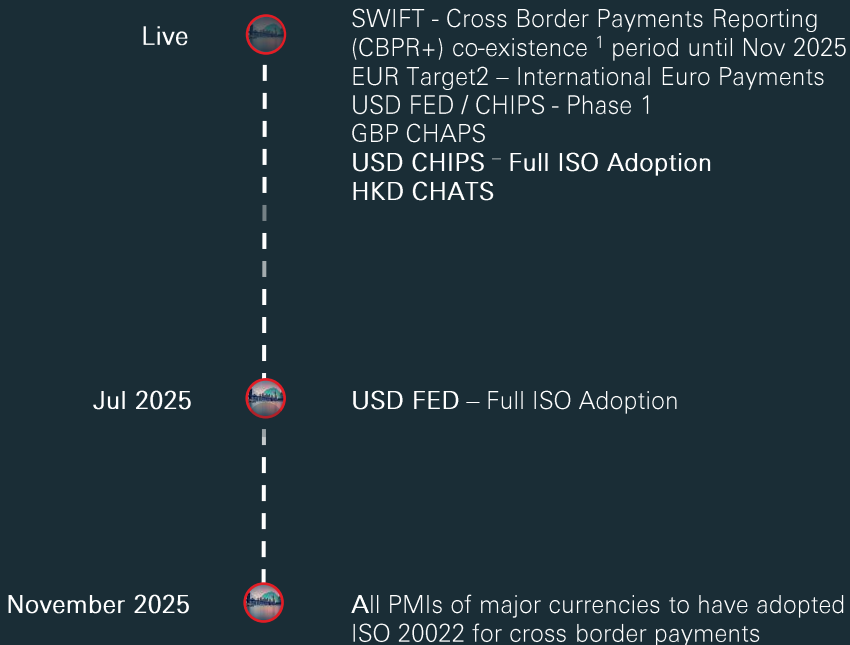 Live
SWIFT - Cross Border Payments Reporting
(CBPR+) co-existence ¹ period until Nov 2025
EUR Target2 – International Euro Payments
USD FED / CHIPS - Phase 1
GBP CHAPS
USD CHIPS – Full ISO Adoption
HKD CHATS
Jul 2025
USD FED – Full ISO Adoption
November 2025
All PMIs of major currencies to have adopted
ISO 20022 for cross border payments